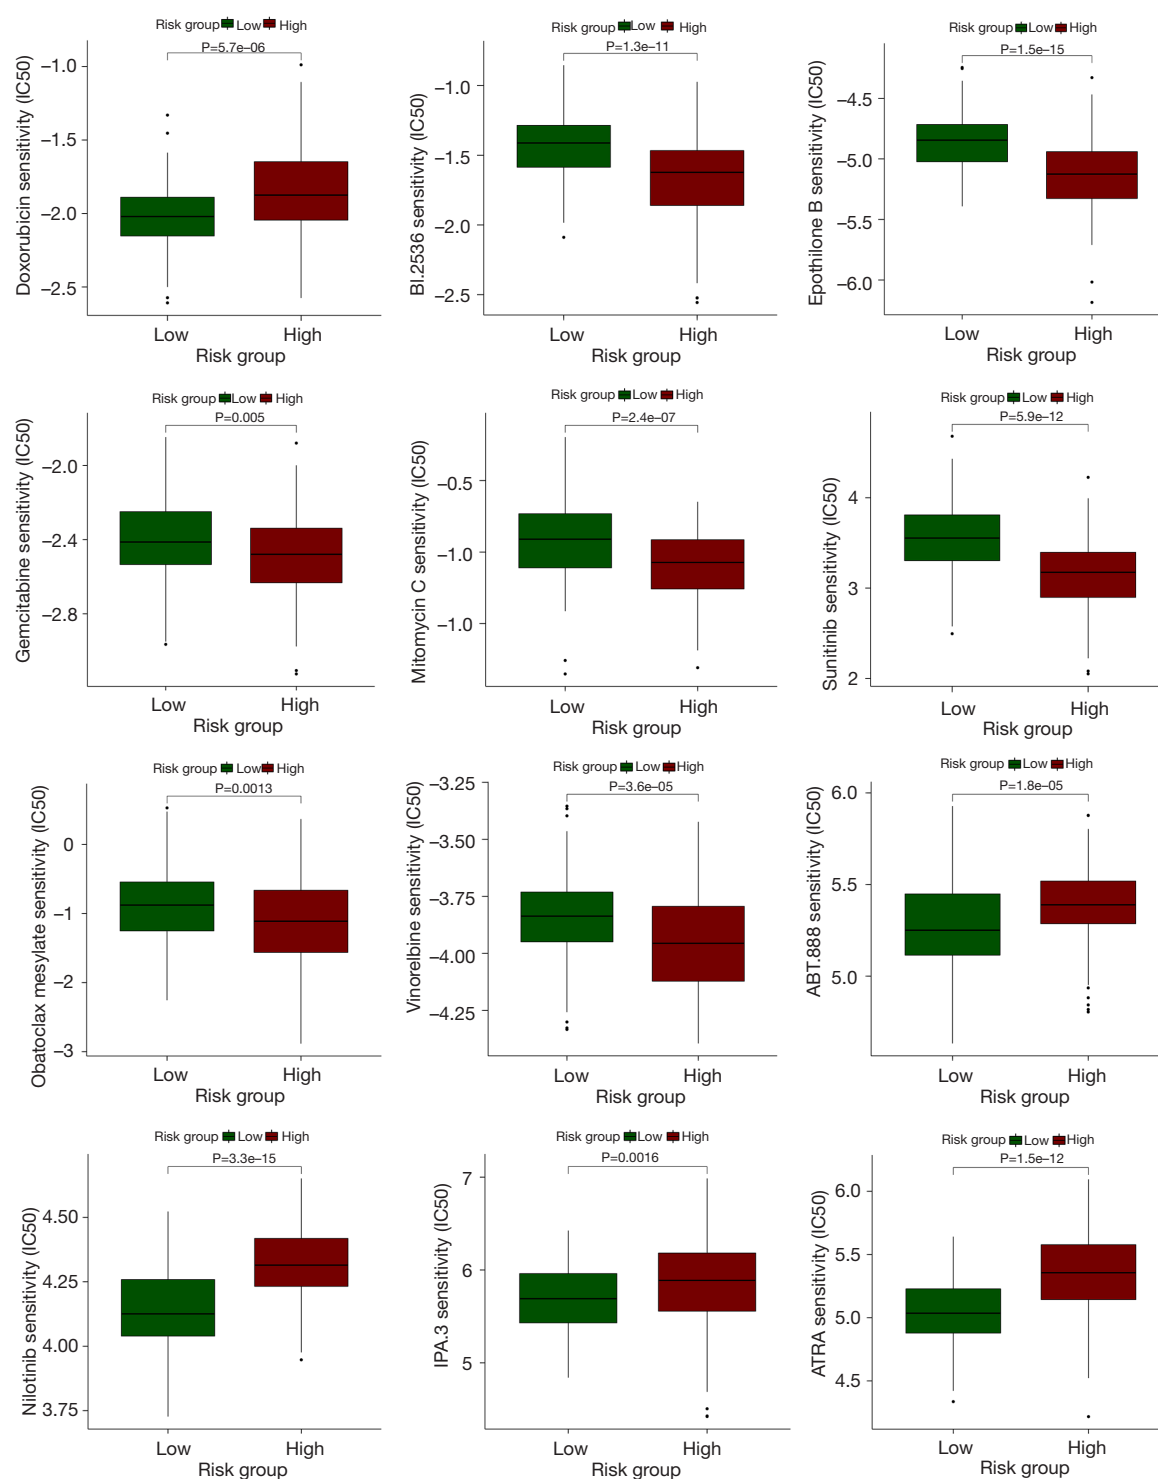 Risk group Low High
P=5.7e–06
Doxorubicin sensitivity (IC50)
–1.0
–1.5
–2.0
–2.5
Low High
Risk group
Risk group Low High
P=1.3e–11
BI.2536 sensitivity (IC50)
–1.0
–1.5
–2.0
–2.5
Low High
Risk group
Risk group Low High
P=1.5e–15
Epothilone B sensitivity (IC50)
–4.5
–5.0
–5.5
–6.0
Low High
Risk group
Risk group Low High
P=0.005
Gemcitabine sensitivity (IC50)
–2.0
–2.4
–2.8
Low High
Risk group
Risk group Low High
P=2.4e–07
Mitomycin C sensitivity (IC50)
–0.5
–1.0
–1.0
Low High
Risk group
Risk group Low High
P=5.9e–12
Sunitinib sensitivity (IC50)
4
3
2
Low High
Risk group
Risk group Low High
P=0.0013
Obatoclax mesylate sensitivity (IC50)
0
–1
–2
–3
Low High
Risk group
Risk group Low High
P=3.6e–05
Vinorelbine sensitivity (IC50)
–3.25
–3.50
–3.75
–4.00
–4.25
Low High
Risk group
Risk group Low High
P=1.8e–05
ABT.888 sensitivity (IC50)
6.0
5.5
5.0
Low High
Risk group
Risk group Low High
P=3.3e–15
Nilotinib sensitivity (IC50)
4.50
4.25
4.00
3.75
Low High
Risk group
Risk group Low High
P=0.0016
IPA.3 sensitivity (IC50)
7
6
5
Low High
Risk group
Risk group Low High
P=1.5e–12
ATRA sensitivity (IC50)
6.0
5.5
5.0
4.5
Low High
Risk group